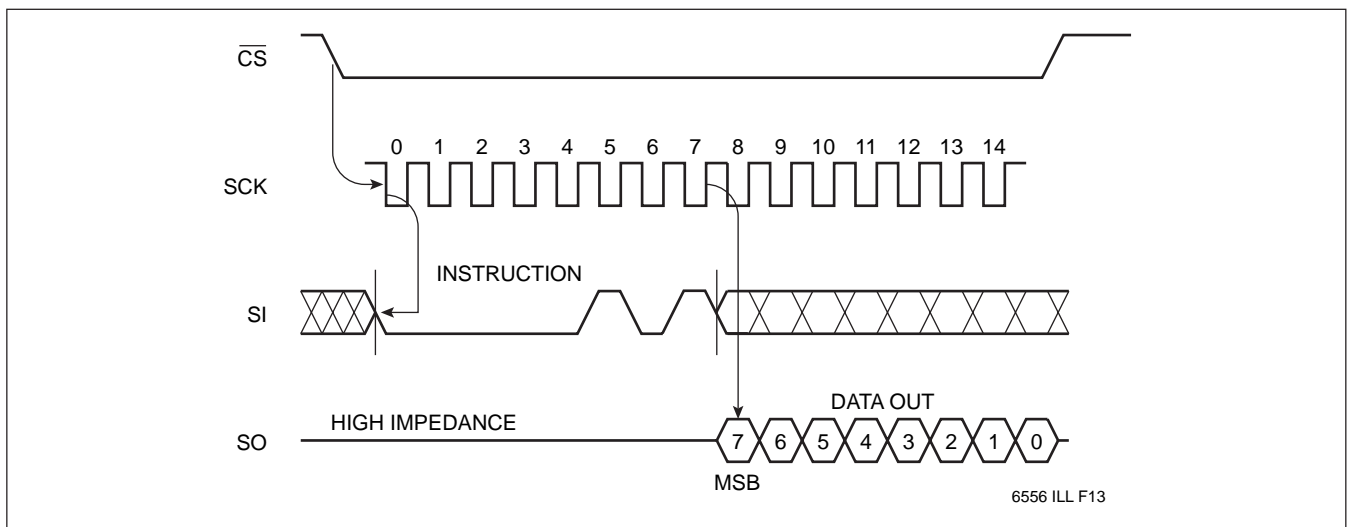 C̅S̅
0 1 2 3 4 5 6 7 8 9 10 11 12 13 14
SCK
INSTRUCTION
SI
DATA OUT
HIGH IMPEDANCE
SO
7 6 5 4 3 2 1 0
MSB
6556 ILL F13